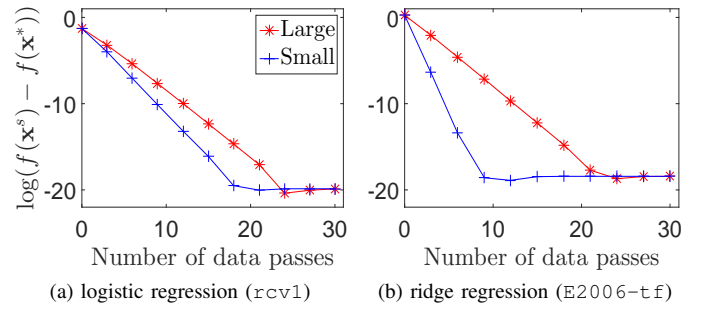 log(f(x^s) − f(x^*))
0
-10
-20
0 10 20 30
Number of data passes
Large
Small
(a) logistic regression (rcv1)
0
-10
-20
0 10 20 30
Number of data passes
(b) ridge regression (E2006-tf)